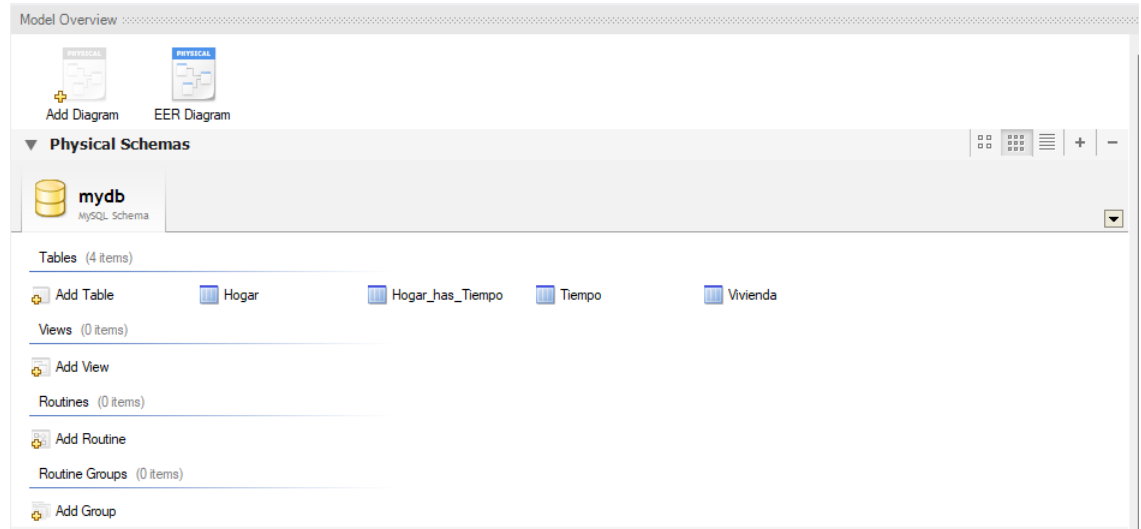 Model Overview
PHYSICAL
PHYSICAL
Add Diagram
EER Diagram
Physical Schemas
mydb
MySQL Schema
Tables (4 items)
Add Table Hogar Hogar_has_Tiempo Tiempo Vivienda
Views (0 items)
Add View
Routines (0 items)
Add Routine
Routine Groups (0 items)
Add Group